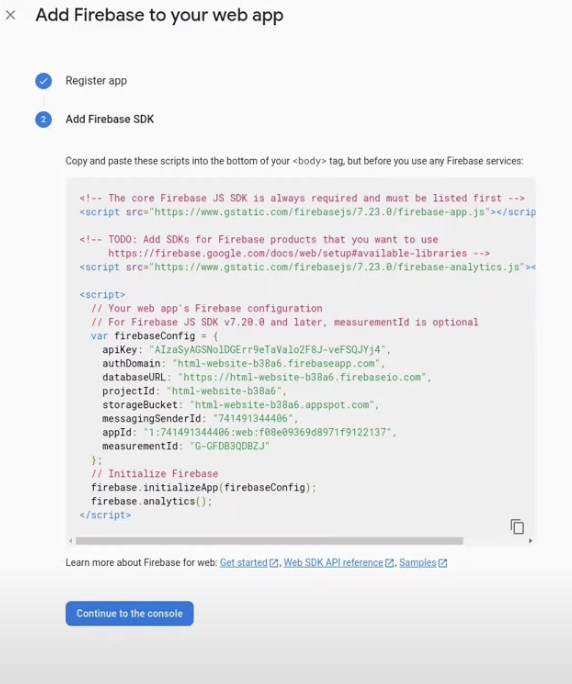 Add Firebase to your web app
Register app
2 Add Firebase SDK
Copy and paste these scripts into the bottom of your <body> tag, but before you use any Firebase services:
<!-- The core Firebase JS SDK is always required and must be listed first -->
<script src="https://www.gstatic.com/firebasejs/7.23.0/firebase-app.js"></scrip
<!-- TODO: Add SDKs for Firebase products that you want to use
https://firebase.google.com/docs/web/setup#available-libraries -->
<script src="https://www.gstatic.com/firebasejs/7.23.0/firebase-analytics.js"><
<script>
// Your web app's Firebase configuration
// For Firebase JS SDK v7.20.0 and later, measurementId is optional
var firebaseConfig = {
apiKey: "AIzaSyAGSNolDGErr9eTaValo2F8J-veFSQJYj4",
authDomain: "html-website-b38a6.firebaseapp.com",
databaseURL: "https://html-website-b38a6.firebaseio.com",
projectId: "html-website-b38a6",
storageBucket: "html-website-b38a6.appspot.com",
messagingSenderId: "741491344406",
appId: "1:741491344406:web:f08e09369d8971f9122137",
measurementId: "G-GFDB3QDBZJ"
};
// Initialize Firebase
firebase.initializeApp(firebaseConfig);
firebase.analytics();
</script>
Learn more about Firebase for web: Get started, Web SDK API reference, Samples
Continue to the console